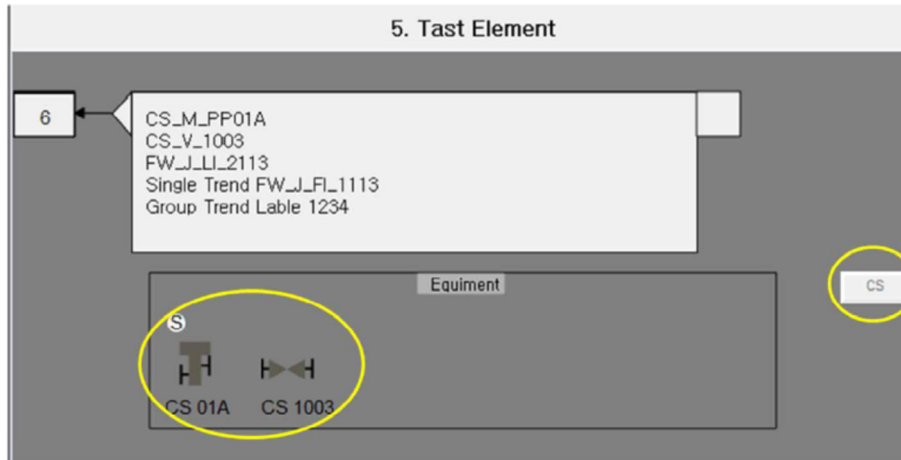 5. Tast Element
6
CS_M_PP01A
CS_V_1003
FW_J_LI_2113
Single Trend FW_J_FI_1113
Group Trend Lable 1234
Equiment
CS
S
CS 01A
CS 1003